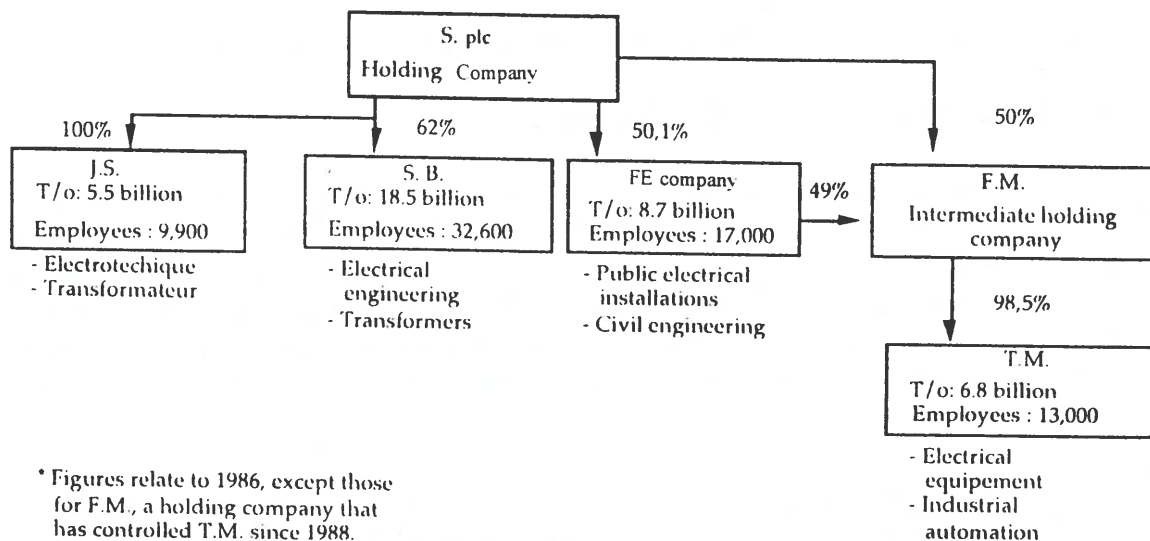 S. plc
Holding Company
100%
62%
50,1%
50%
J.S.
T/o: 5.5 billion
Employees : 9,900
- Electrotechique
- Transformateur
S. B.
T/o: 18.5 billion
Employees : 32,600
- Electrical
engineering
- Transformers
FE company
T/o: 8.7 billion
Employees : 17,000
- Public electrical
installations
- Civil engineering
49%
F.M.
Intermediate holding
company
98,5%
T.M.
T/o: 6.8 billion
Employees : 13,000
- Electrical
equipement
- Industrial
automation
* Figures relate to 1986, except those
for F.M., a holding company that
has controlled T.M. since 1988.